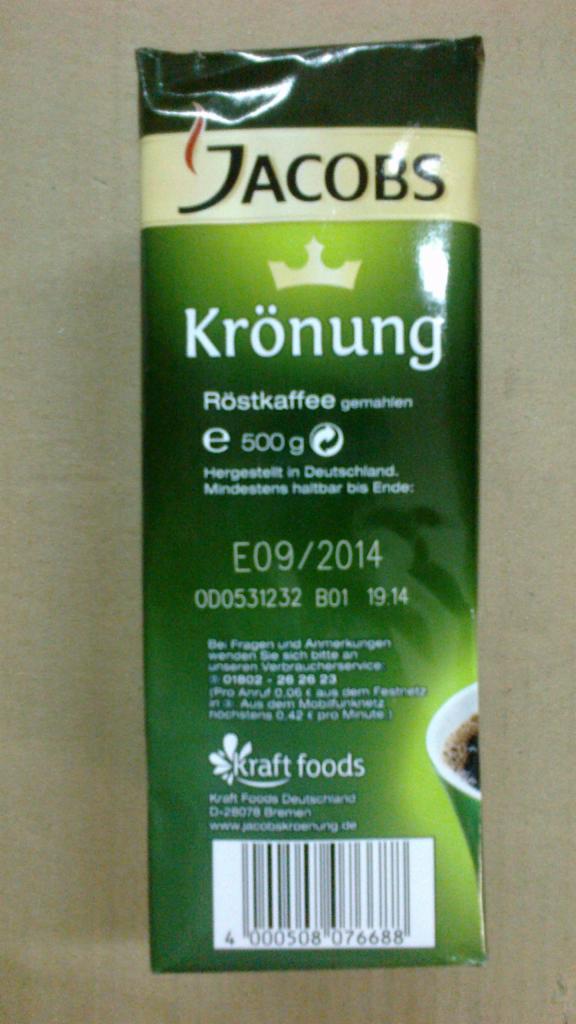 JACOBS
Krönung
Röstkaffee gemahlen
e 500 g
Hergestellt in Deutschland.
Mindestens haltbar bis Ende:
E09/2014
OD0531232 B01 19:14
Bei Fragen und Anmerkungen
wenden Sie sich bitte an
unseren Verbraucherservice:
01802 - 26 26 23
(Pro Anruf 0,06 € aus dem Festnetz
in Aus dem Mobilfunknetz
höchstens 0,42 € pro Minute.)
kraft foods
Kraft Foods Deutschland
D-28078 Bremen
www.jacobskroenung.de
4 000508 076688